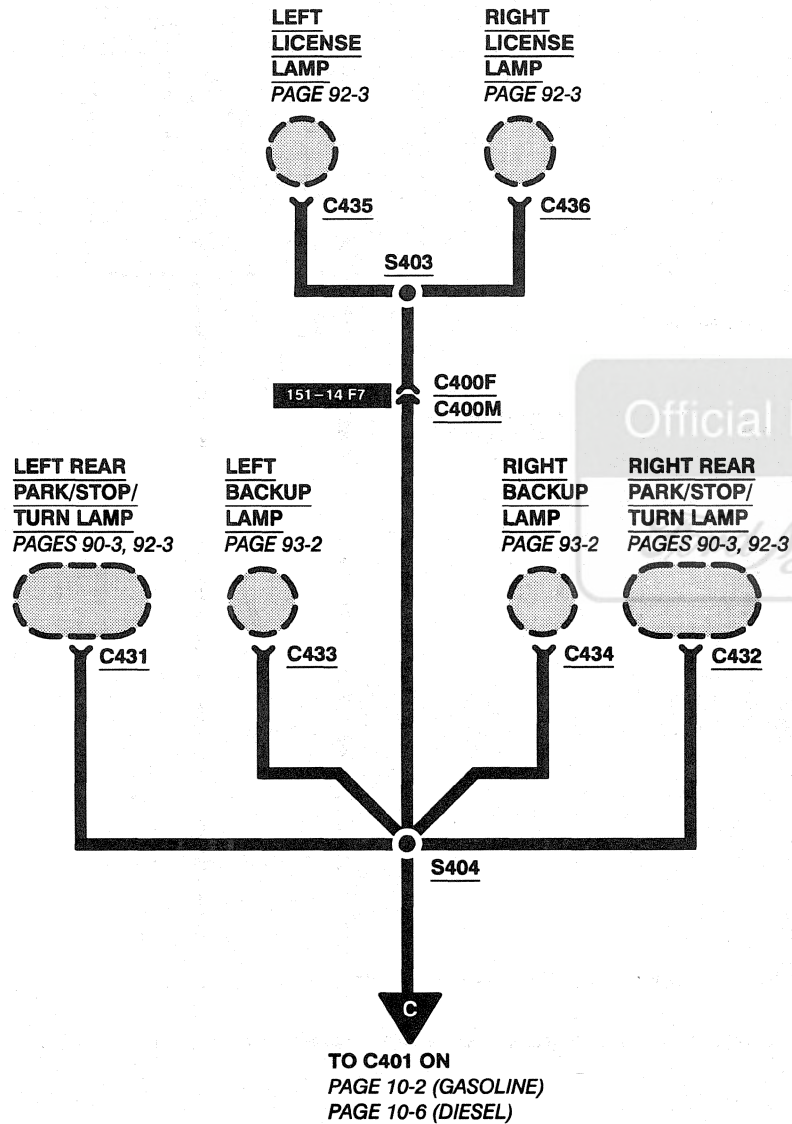 LEFT
LICENSE
LAMP
PAGE 92-3
RIGHT
LICENSE
LAMP
PAGE 92-3
C435
C436
S403
151-14 F7
C400F
C400M
Official
LEFT REAR
PARK/STOP/
TURN LAMP
PAGES 90-3, 92-3
LEFT
BACKUP
LAMP
PAGE 93-2
RIGHT
BACKUP
LAMP
PAGE 93-2
RIGHT REAR
PARK/STOP/
TURN LAMP
PAGES 90-3, 92-3
C431
C433
C434
C432
S404
C
TO C401 ON
PAGE 10-2 (GASOLINE)
PAGE 10-6 (DIESEL)